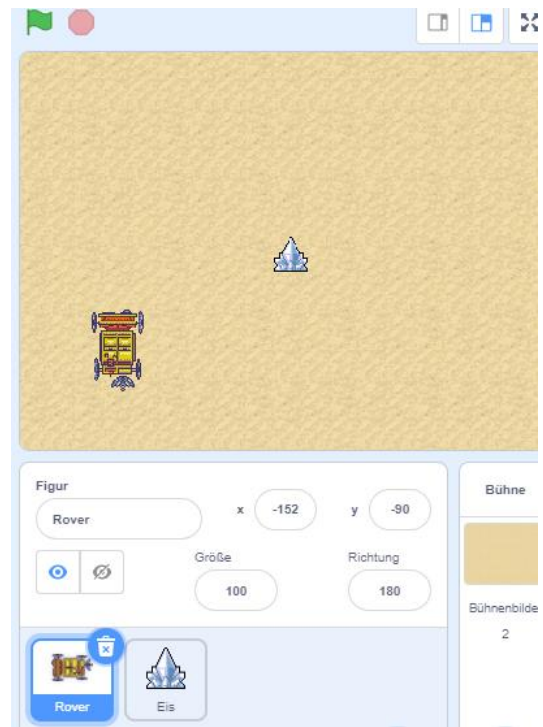 Figur
Bühne
Rover
x -152
y -90
Größe
Richtung
100
180
Bühnenbilde
2
Rover
Eis